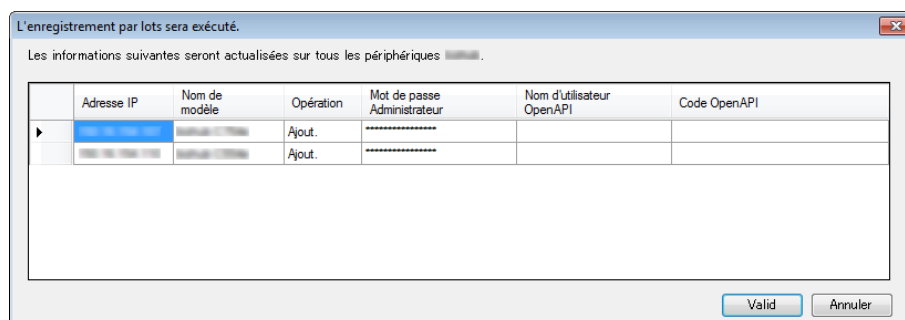 L'enregistrement par lots sera exécuté.
Les informations suivantes seront actualisées sur tous les périphériques .
Adresse IP Nom de modèle Opération Mot de passe Administrateur Nom d'utilisateur OpenAPI Code OpenAPI
Ajout. ****************
Ajout. ****************
Valid Annuler